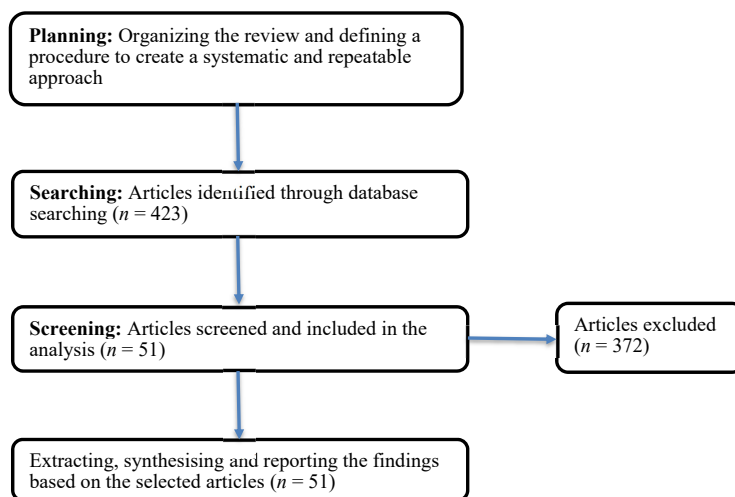 Planning: Organizing the review and defining a
procedure to create a systematic and repeatable
approach
Searching: Articles identified through database
searching (n = 423)
Screening: Articles screened and included in the
analysis (n = 51)
Articles excluded
(n = 372)
Extracting, synthesising and reporting the findings
based on the selected articles (n = 51)